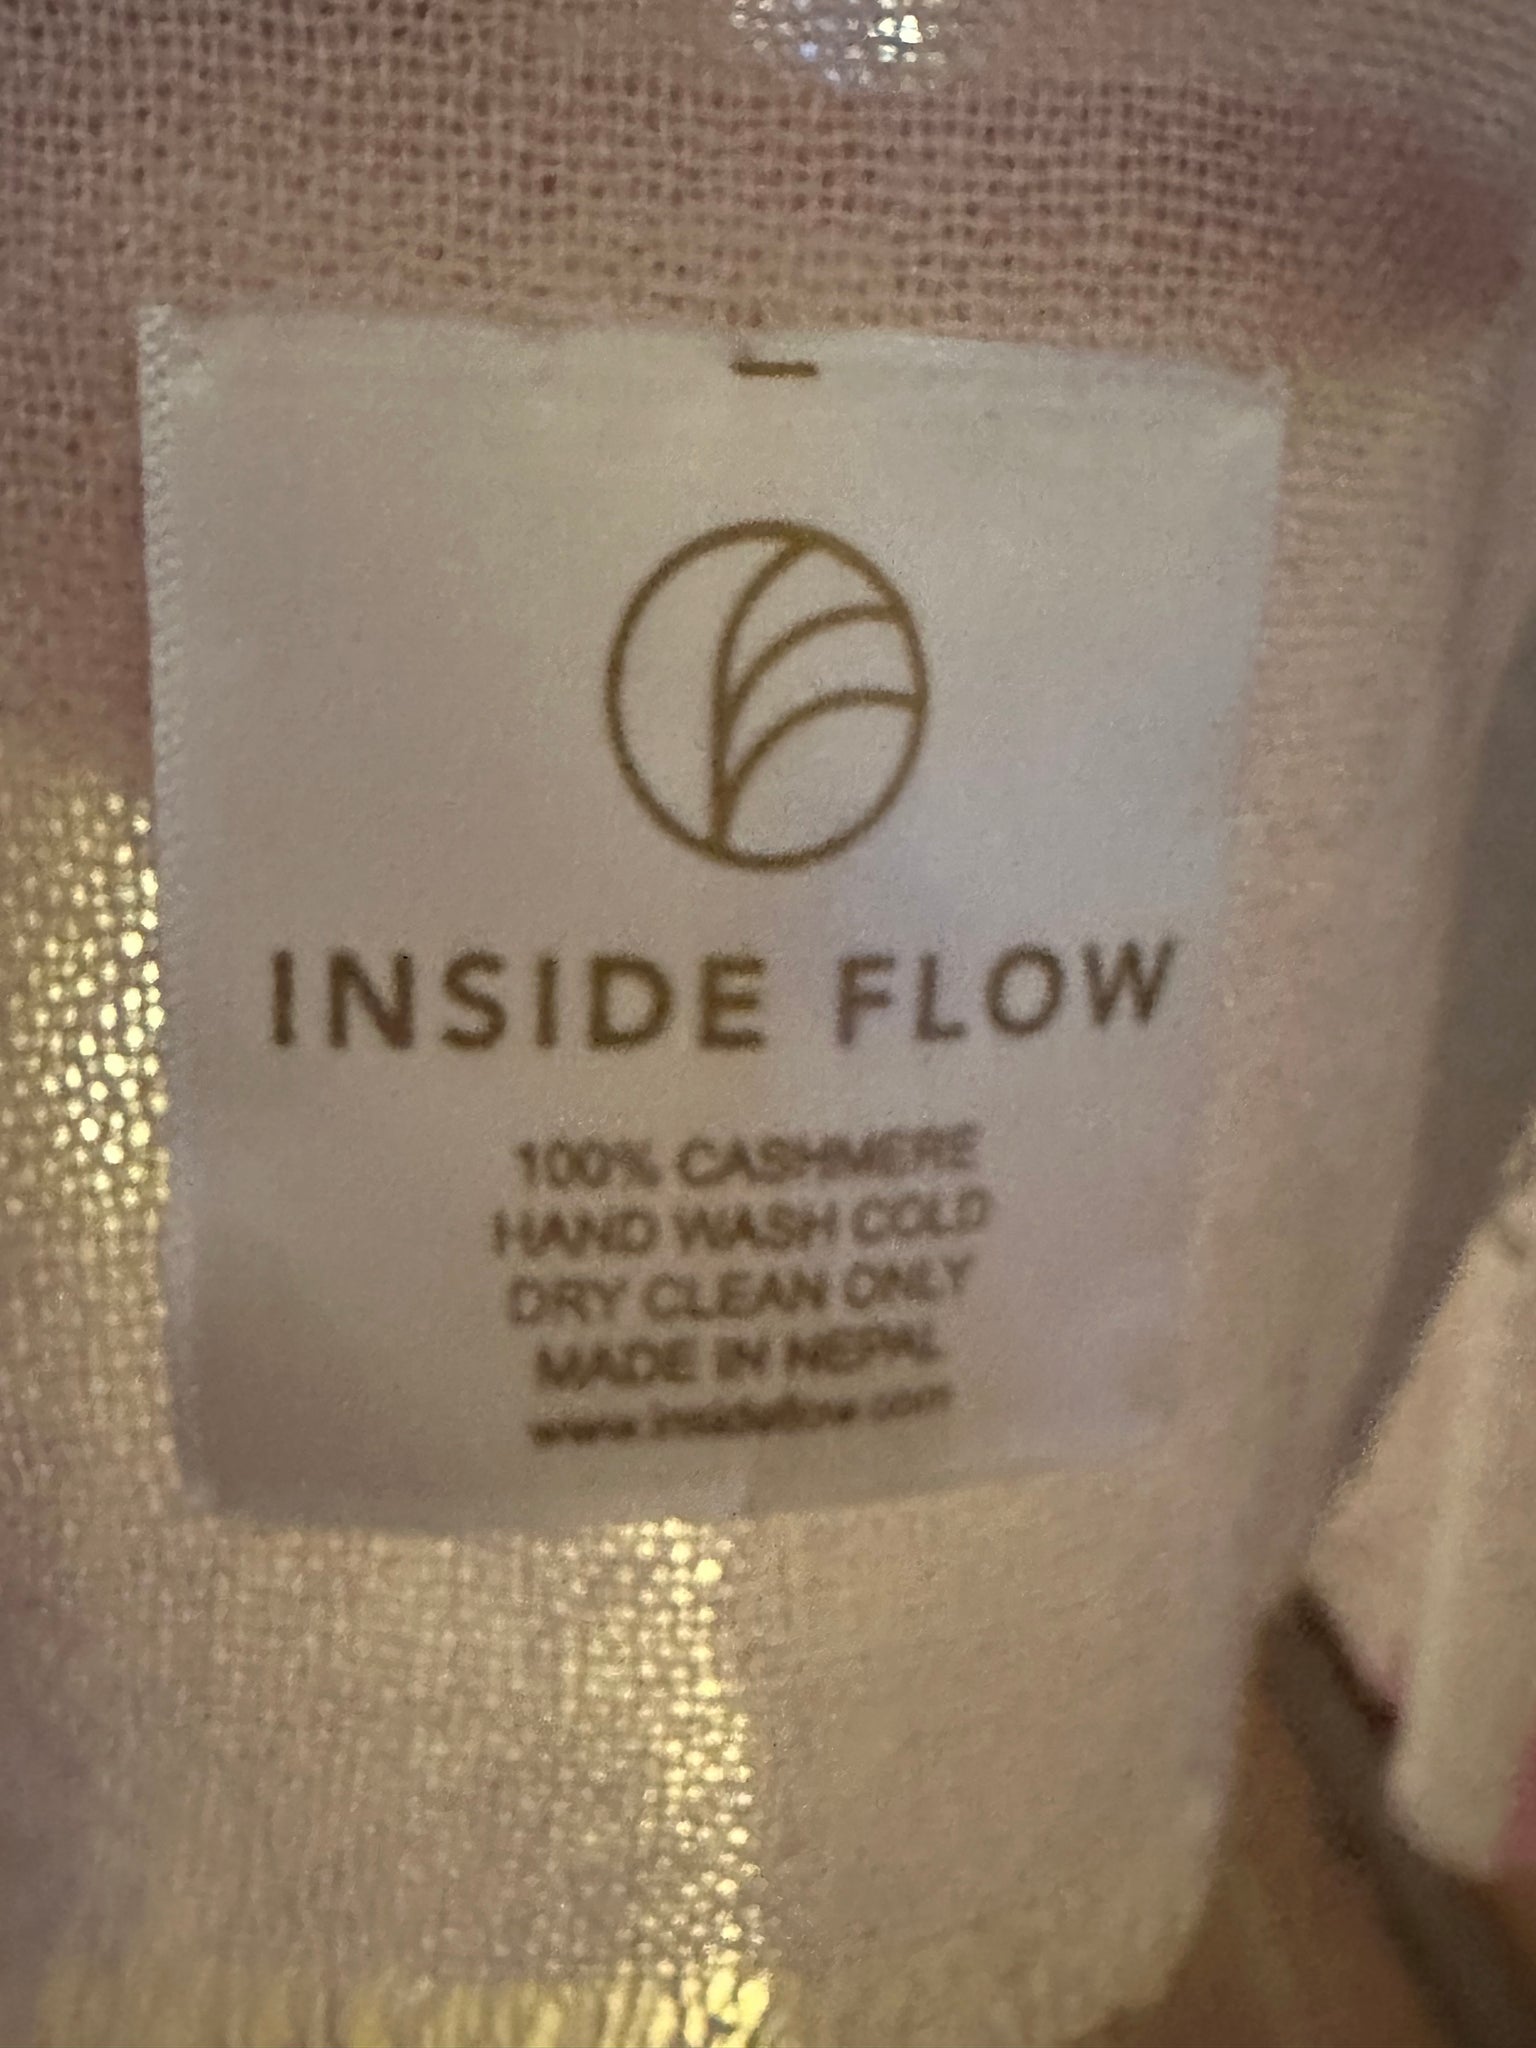 INSIDE FLOW
100% CASHMERE
HAND WASH COLD
DRY CLEAN ONLY
MADE IN NEPAL
www.insideflow.com